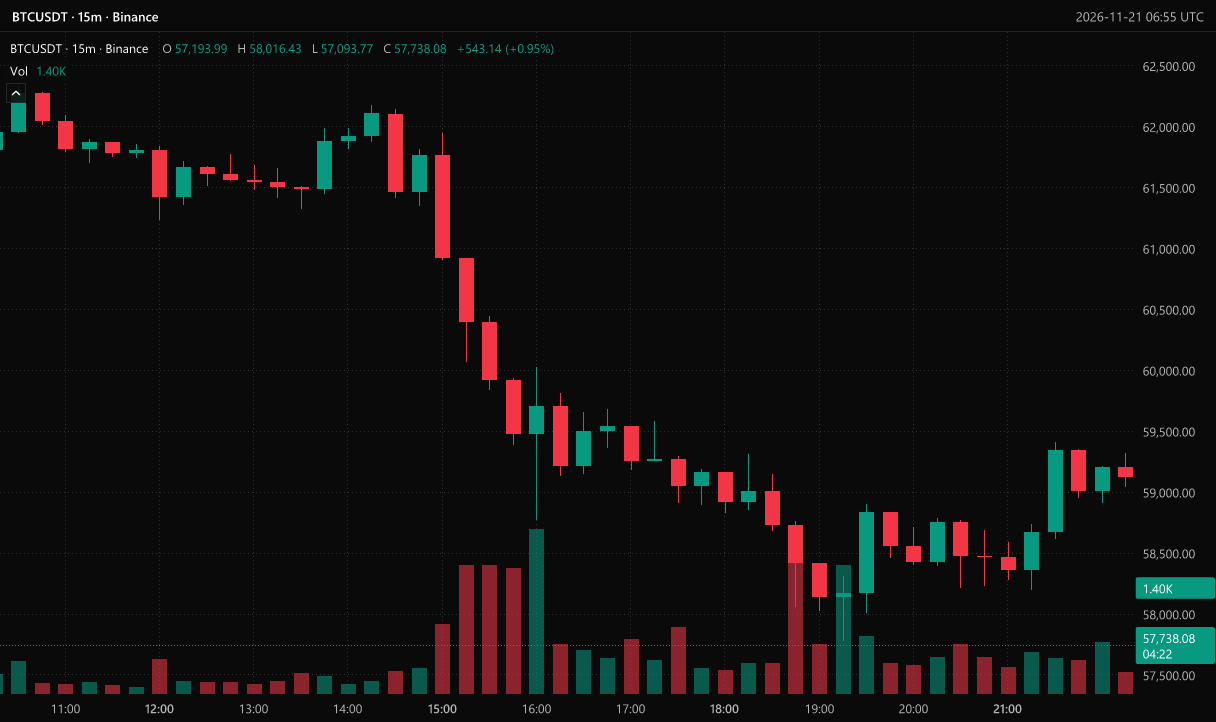 BTCUSDT · 15m · Binance
2026-11-21 06:55 UTC
BTCUSDT · 15m · Binance O 57,193.99 H 58,016.43 L 57,093.77 C 57,738.08 +543.14 (+0.95%)
Vol 1.40K
62,500.00
62,000.00
61,500.00
61,000.00
60,500.00
60,000.00
59,500.00
59,000.00
58,500.00
1.40K
58,000.00
57,738.08
04:22
57,500.00
11:00 12:00 13:00 14:00 15:00 16:00 17:00 18:00 19:00 20:00 21:00